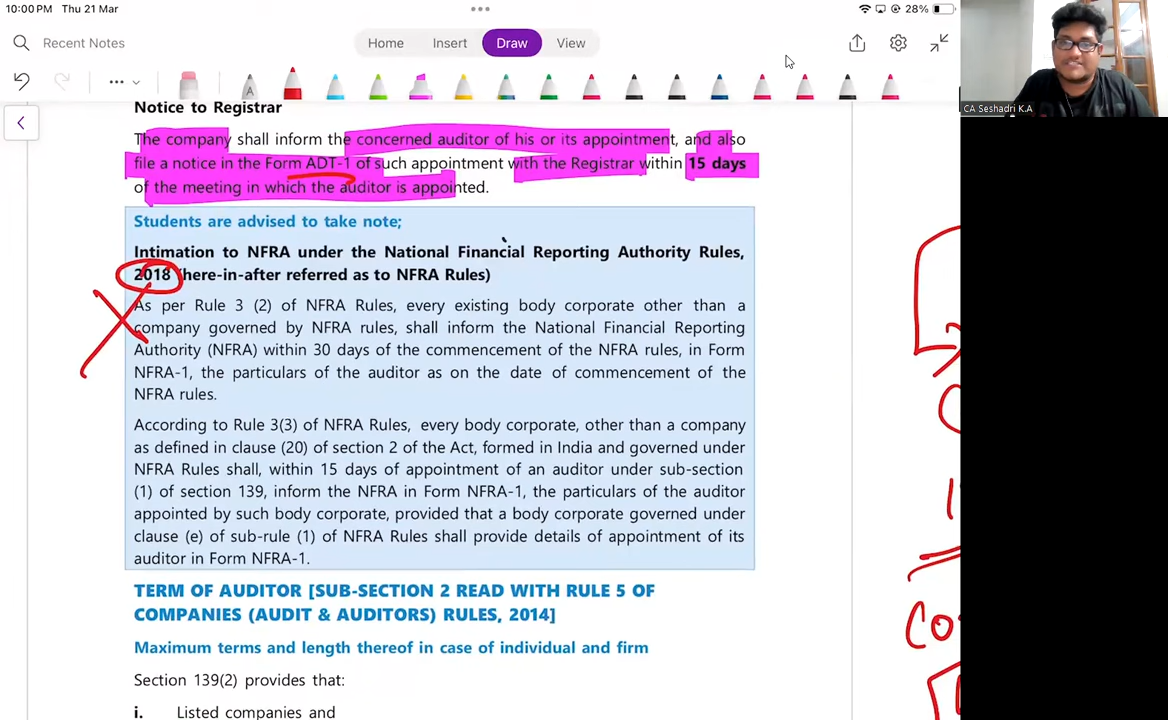 10:00 PM Thu 21 Mar
28%
Recent Notes
Home Insert Draw View
A
CA Seshadri K.A
Notice to Registrar
The company shall inform the concerned auditor of his or its appointment, and also
file a notice in the Form ADT-1 of such appointment with the Registrar within 15 days
of the meeting in which the auditor is appointed.
Students are advised to take note;
Intimation to NFRA under the National Financial Reporting Authority Rules,
2018 (here-in-after referred as to NFRA Rules)
As per Rule 3 (2) of NFRA Rules, every existing body corporate other than a
company governed by NFRA rules, shall inform the National Financial Reporting
Authority (NFRA) within 30 days of the commencement of the NFRA rules, in Form
NFRA-1, the particulars of the auditor as on the date of commencement of the
NFRA rules.
According to Rule 3(3) of NFRA Rules, every body corporate, other than a company
as defined in clause (20) of section 2 of the Act, formed in India and governed under
NFRA Rules shall, within 15 days of appointment of an auditor under sub-section
(1) of section 139, inform the NFRA in Form NFRA-1, the particulars of the auditor
appointed by such body corporate, provided that a body corporate governed under
clause (e) of sub-rule (1) of NFRA Rules shall provide details of appointment of its
auditor in Form NFRA-1.
TERM OF AUDITOR [SUB-SECTION 2 READ WITH RULE 5 OF
COMPANIES (AUDIT & AUDITORS) RULES, 2014]
Maximum terms and length thereof in case of individual and firm
Section 139(2) provides that:
i. Listed companies and